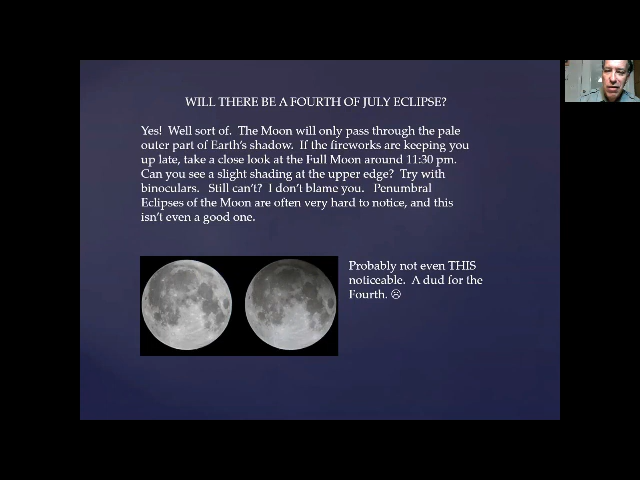 WILL THERE BE A FOURTH OF JULY ECLIPSE?
Yes!  Well sort of.  The Moon will only pass through the pale
outer part of Earth's shadow.  If the fireworks are keeping you
up late, take a close look at the Full Moon around 11:30 pm.
Can you see a slight shading at the upper edge?  Try with
binoculars.   Still can't?  I don't blame you.   Penumbral
Eclipses of the Moon are often very hard to notice, and this
isn't even a good one.
Probably not even THIS
noticeable.  A dud for the
Fourth. ☹